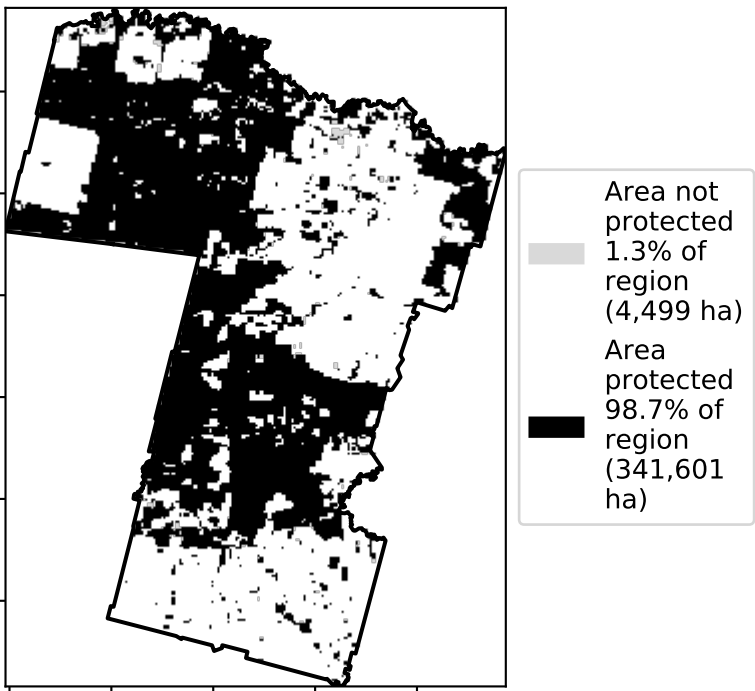 Area not
protected
1.3% of
region
(4,499 ha)
Area
protected
98.7% of
region
(341,601
ha)